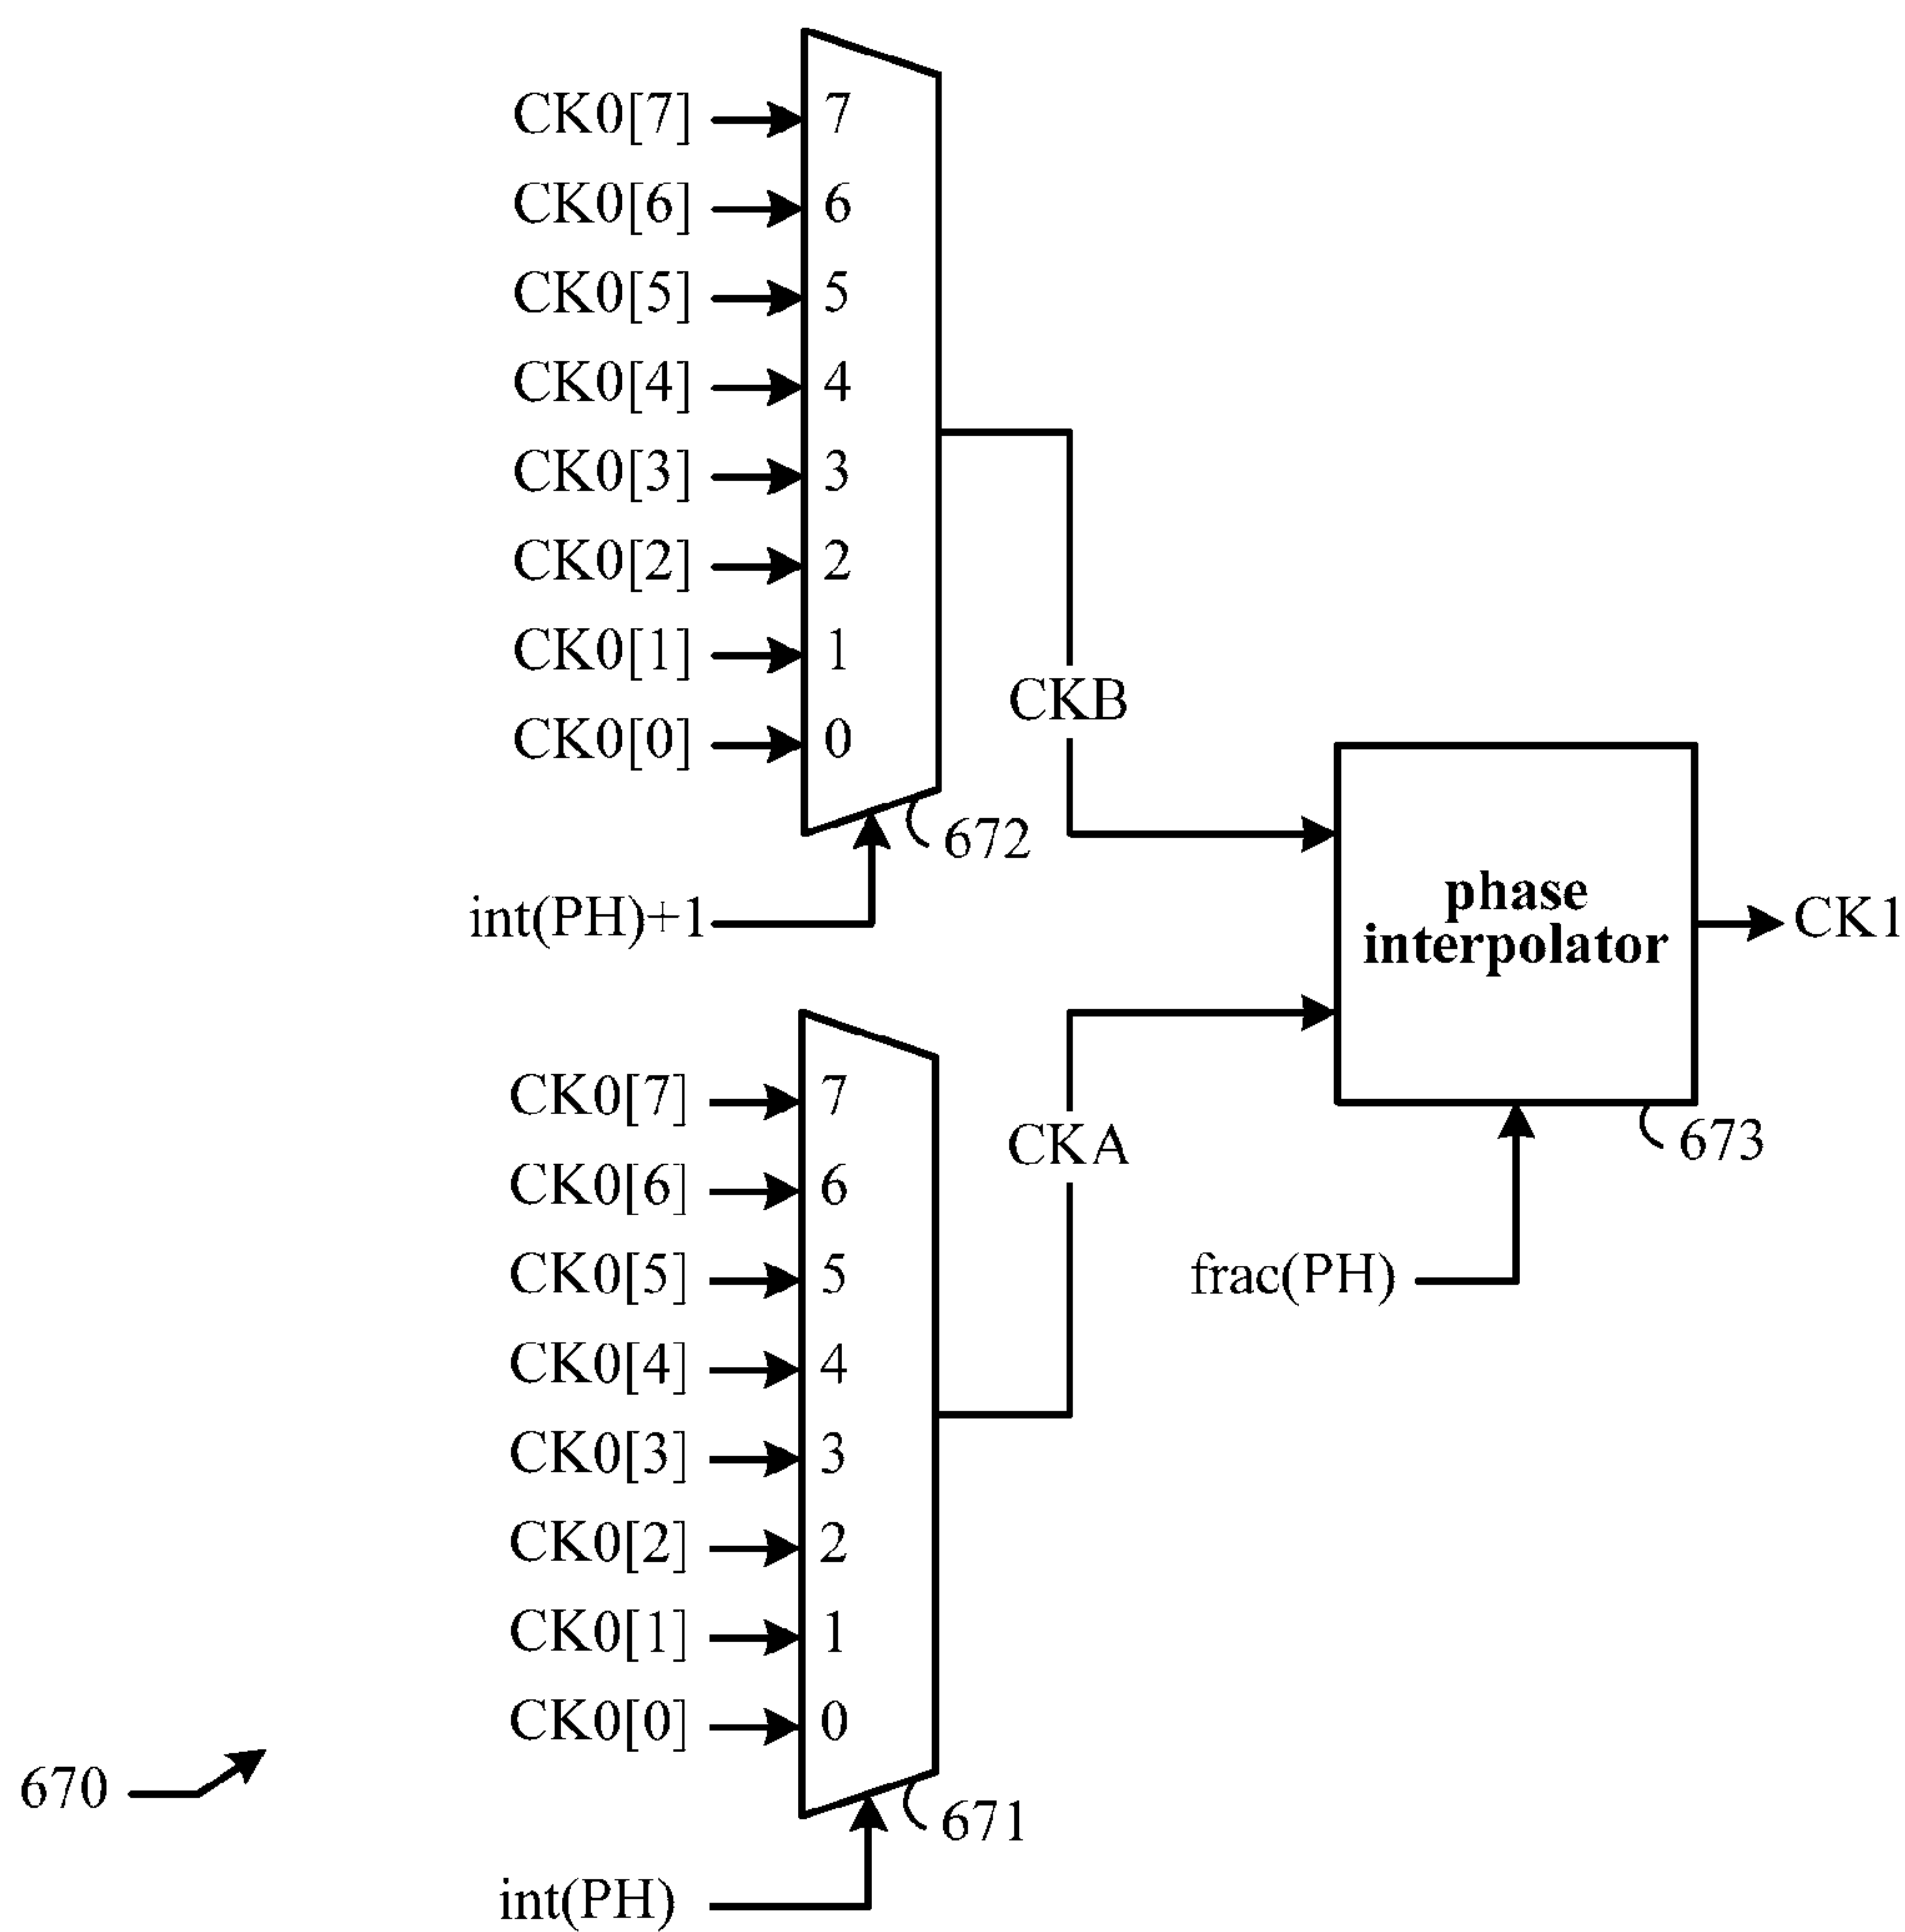 CK0[7] 7
CK0[6] 6
CK0[5] 5
CK0[4] 4
CK0[3] 3
CK0[2] 2
CK0[1] 1
CK0[0] 0
672
int(PH)+1
CKB
phase
interpolator
CK1
673
frac(PH)
CKA
CK0[7] 7
CK0[6] 6
CK0[5] 5
CK0[4] 4
CK0[3] 3
CK0[2] 2
CK0[1] 1
CK0[0] 0
671
int(PH)
670